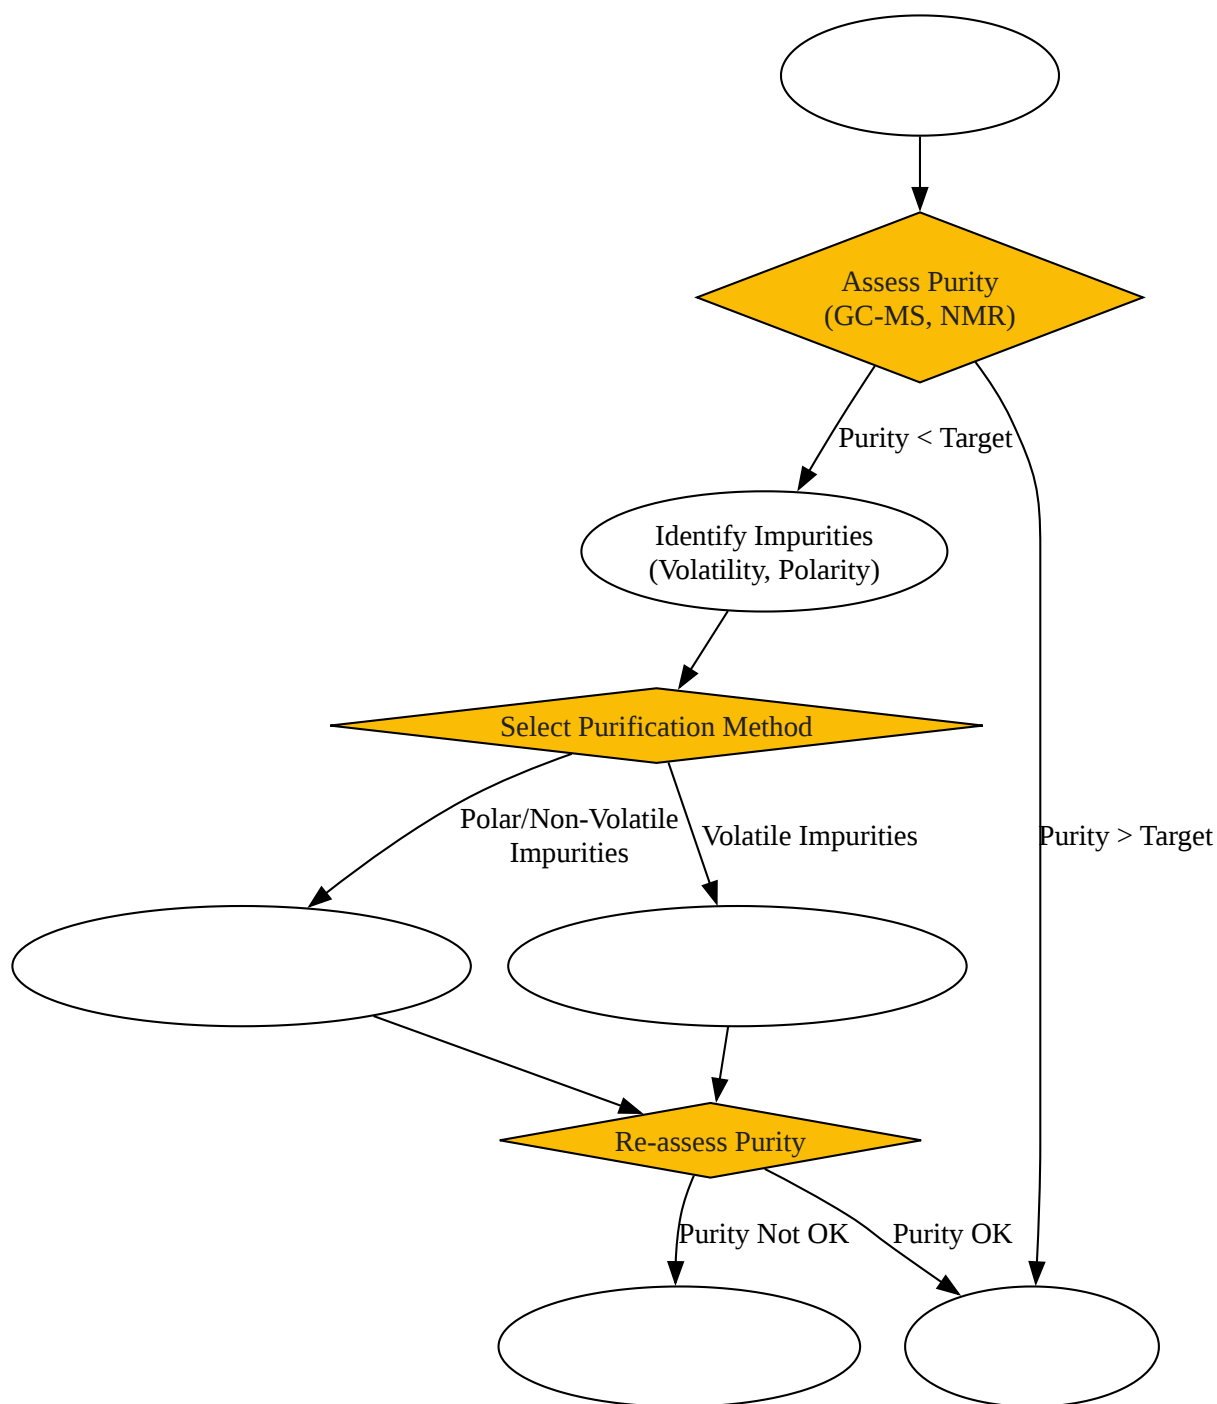 Assess Purity
(GC-MS, NMR)
Purity < Target
Identify Impurities
(Volatility, Polarity)
Select Purification Method
Polar/Non-Volatile
Impurities
Volatile Impurities
Purity > Target
Re-assess Purity
Purity Not OK
Purity OK